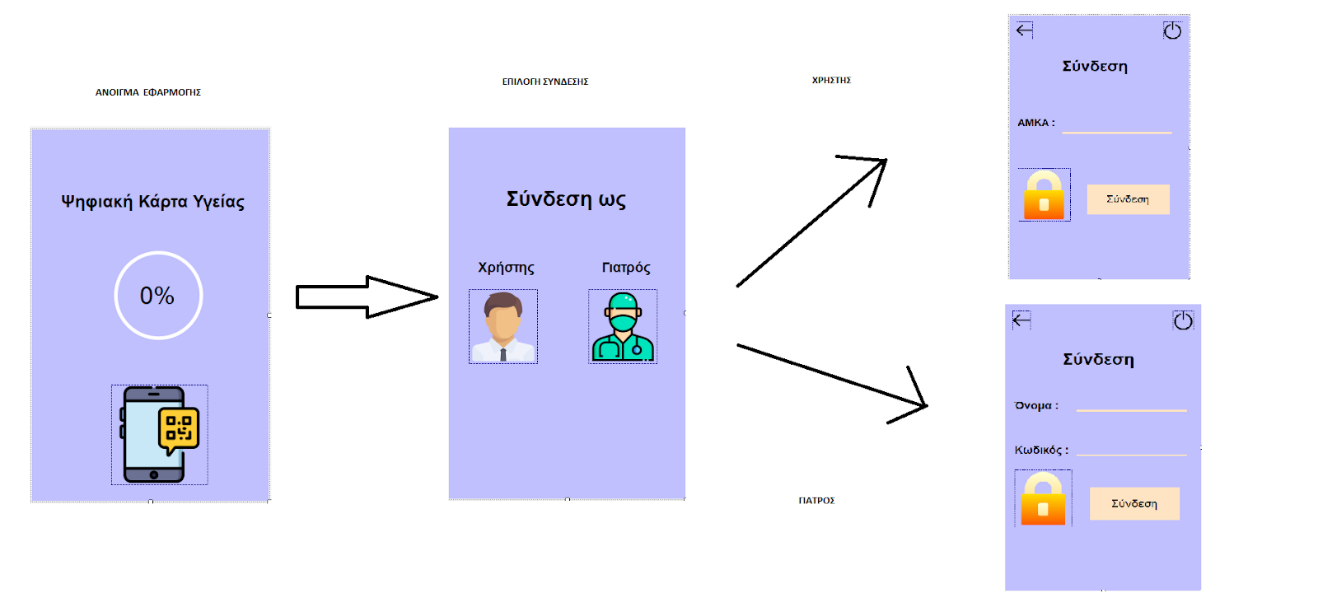 ΑΝΟΙΓΜΑ ΕΦΑΡΜΟΓΗΣ
Ψηφιακή Κάρτα Υγείας
0%
ΕΠΙΛΟΓΗ ΣΥΝΔΕΣΗΣ
Σύνδεση ως
Χρήστης Γιατρός
ΧΡΗΣΤΗΣ
Σύνδεση
ΑΜΚΑ :
Σύνδεση
ΓΙΑΤΡΟΣ
Σύνδεση
Όνομα :
Κωδικός :
Σύνδεση